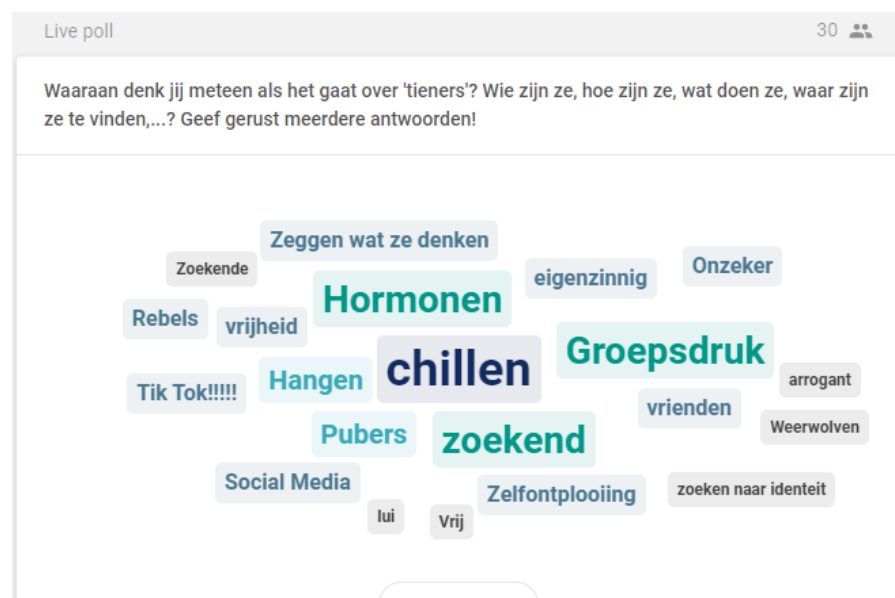 Live poll
30
Waaraan denk jij meteen als het gaat over 'tieners'? Wie zijn ze, hoe zijn ze, wat doen ze, waar zijn
ze te vinden,...? Geef gerust meerdere antwoorden!
Zeggen wat ze denken
Zoekende
eigenzinnig
Onzeker
Hormonen
Rebels
vrijheid
Groepsdruk
chillen
Hangen
Tik Tok!!!!!
arrogant
vrienden
Weerwolven
Pubers
zoekend
Social Media
Zelfontplooiing
zoeken naar identeit
lui
Vrij